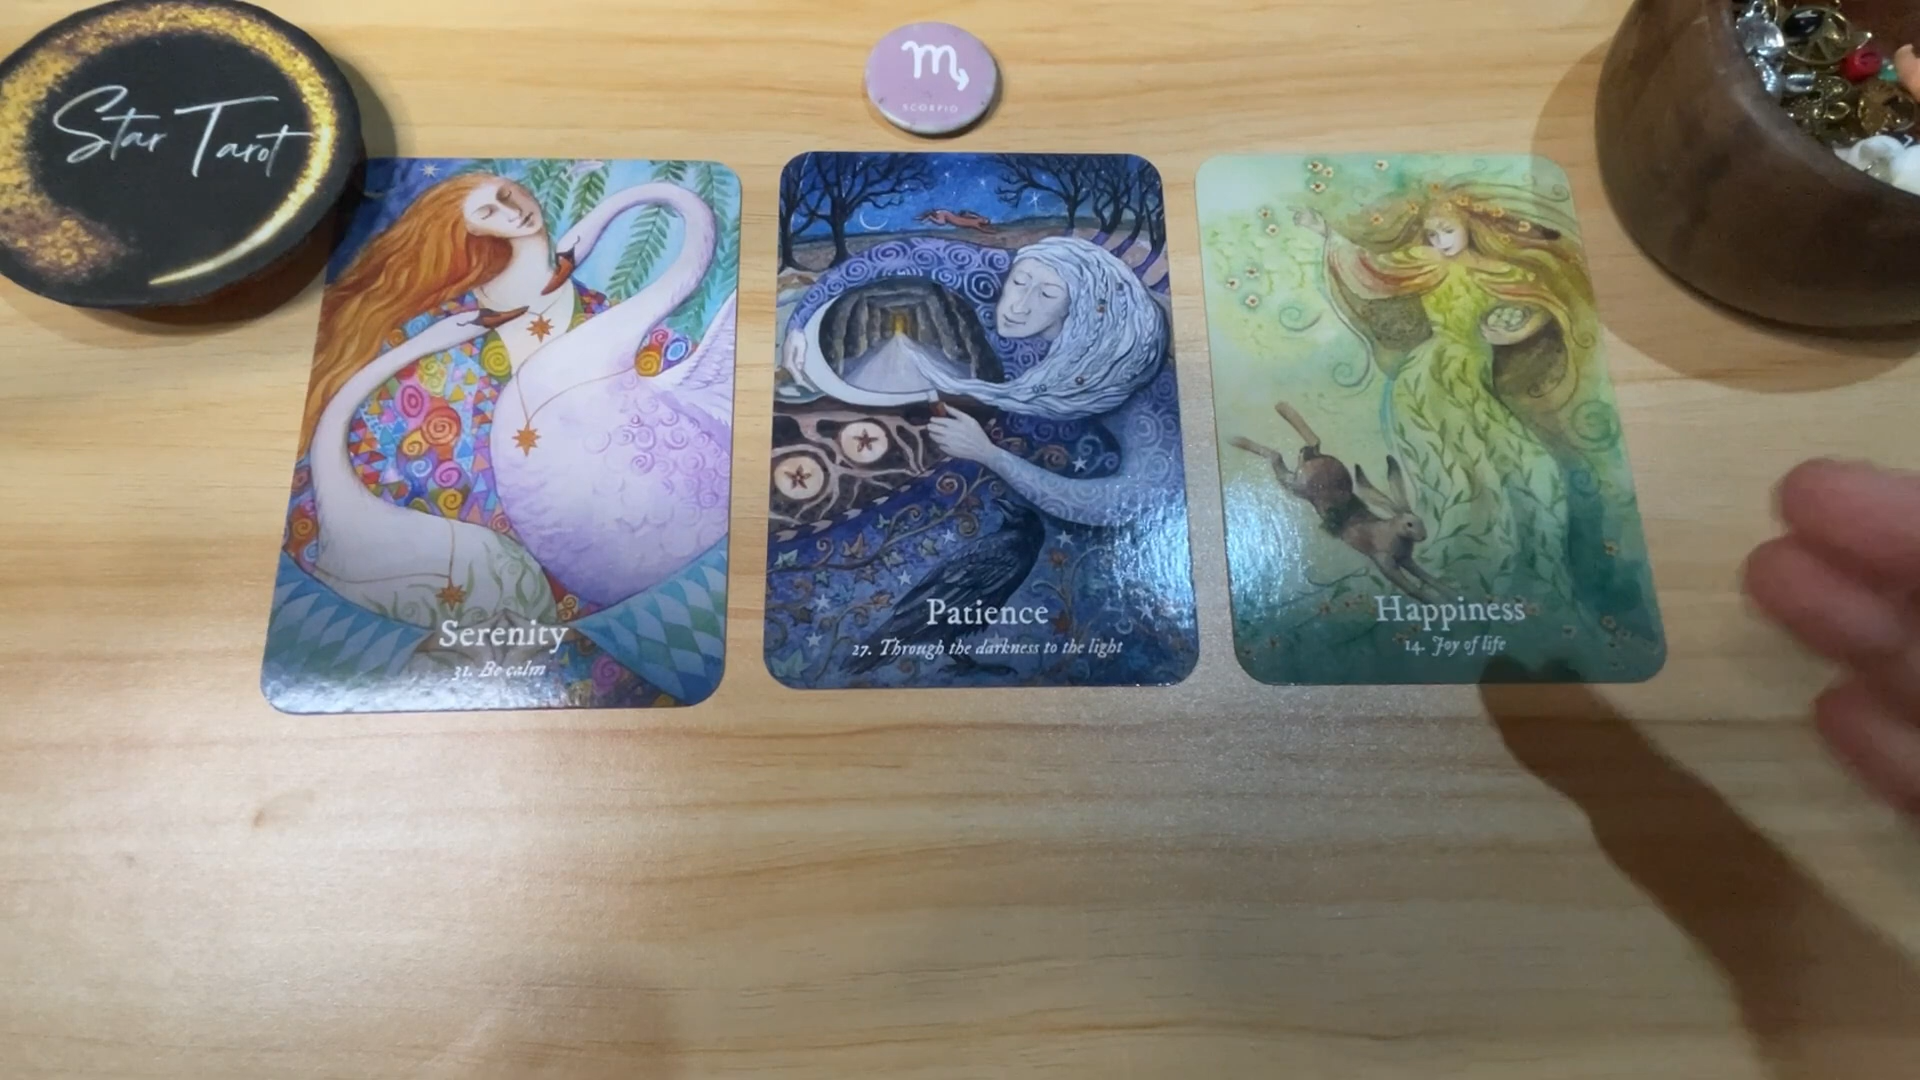 Star Tarot
SCORPIO
Serenity
31. Be calm
Patience
27. Through the darkness to the light
Happiness
14. Joy of life